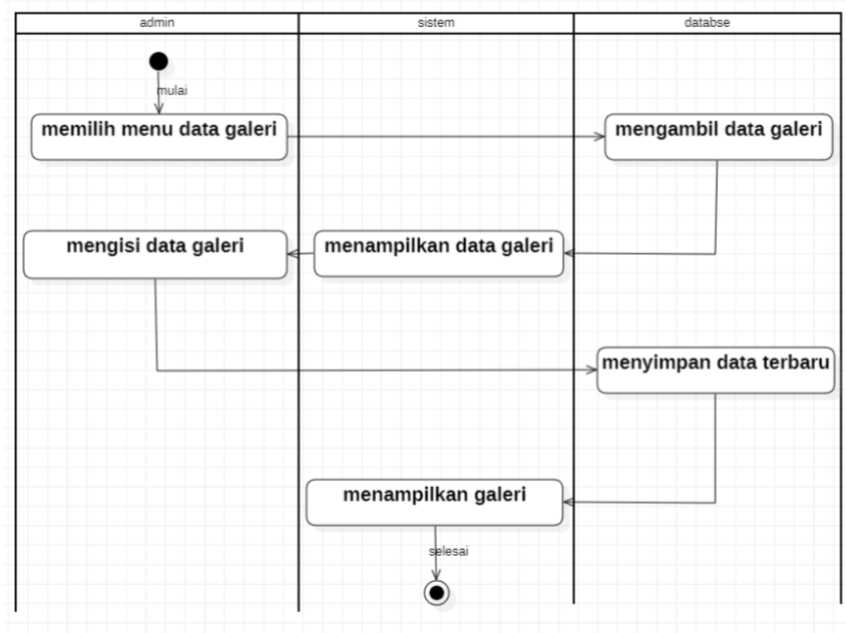 admin
sistem
databse
mulai
memilih menu data galeri
mengambil data galeri
mengisi data galeri
menampilkan data galeri
menyimpan data terbaru
menampilkan galeri
selesai